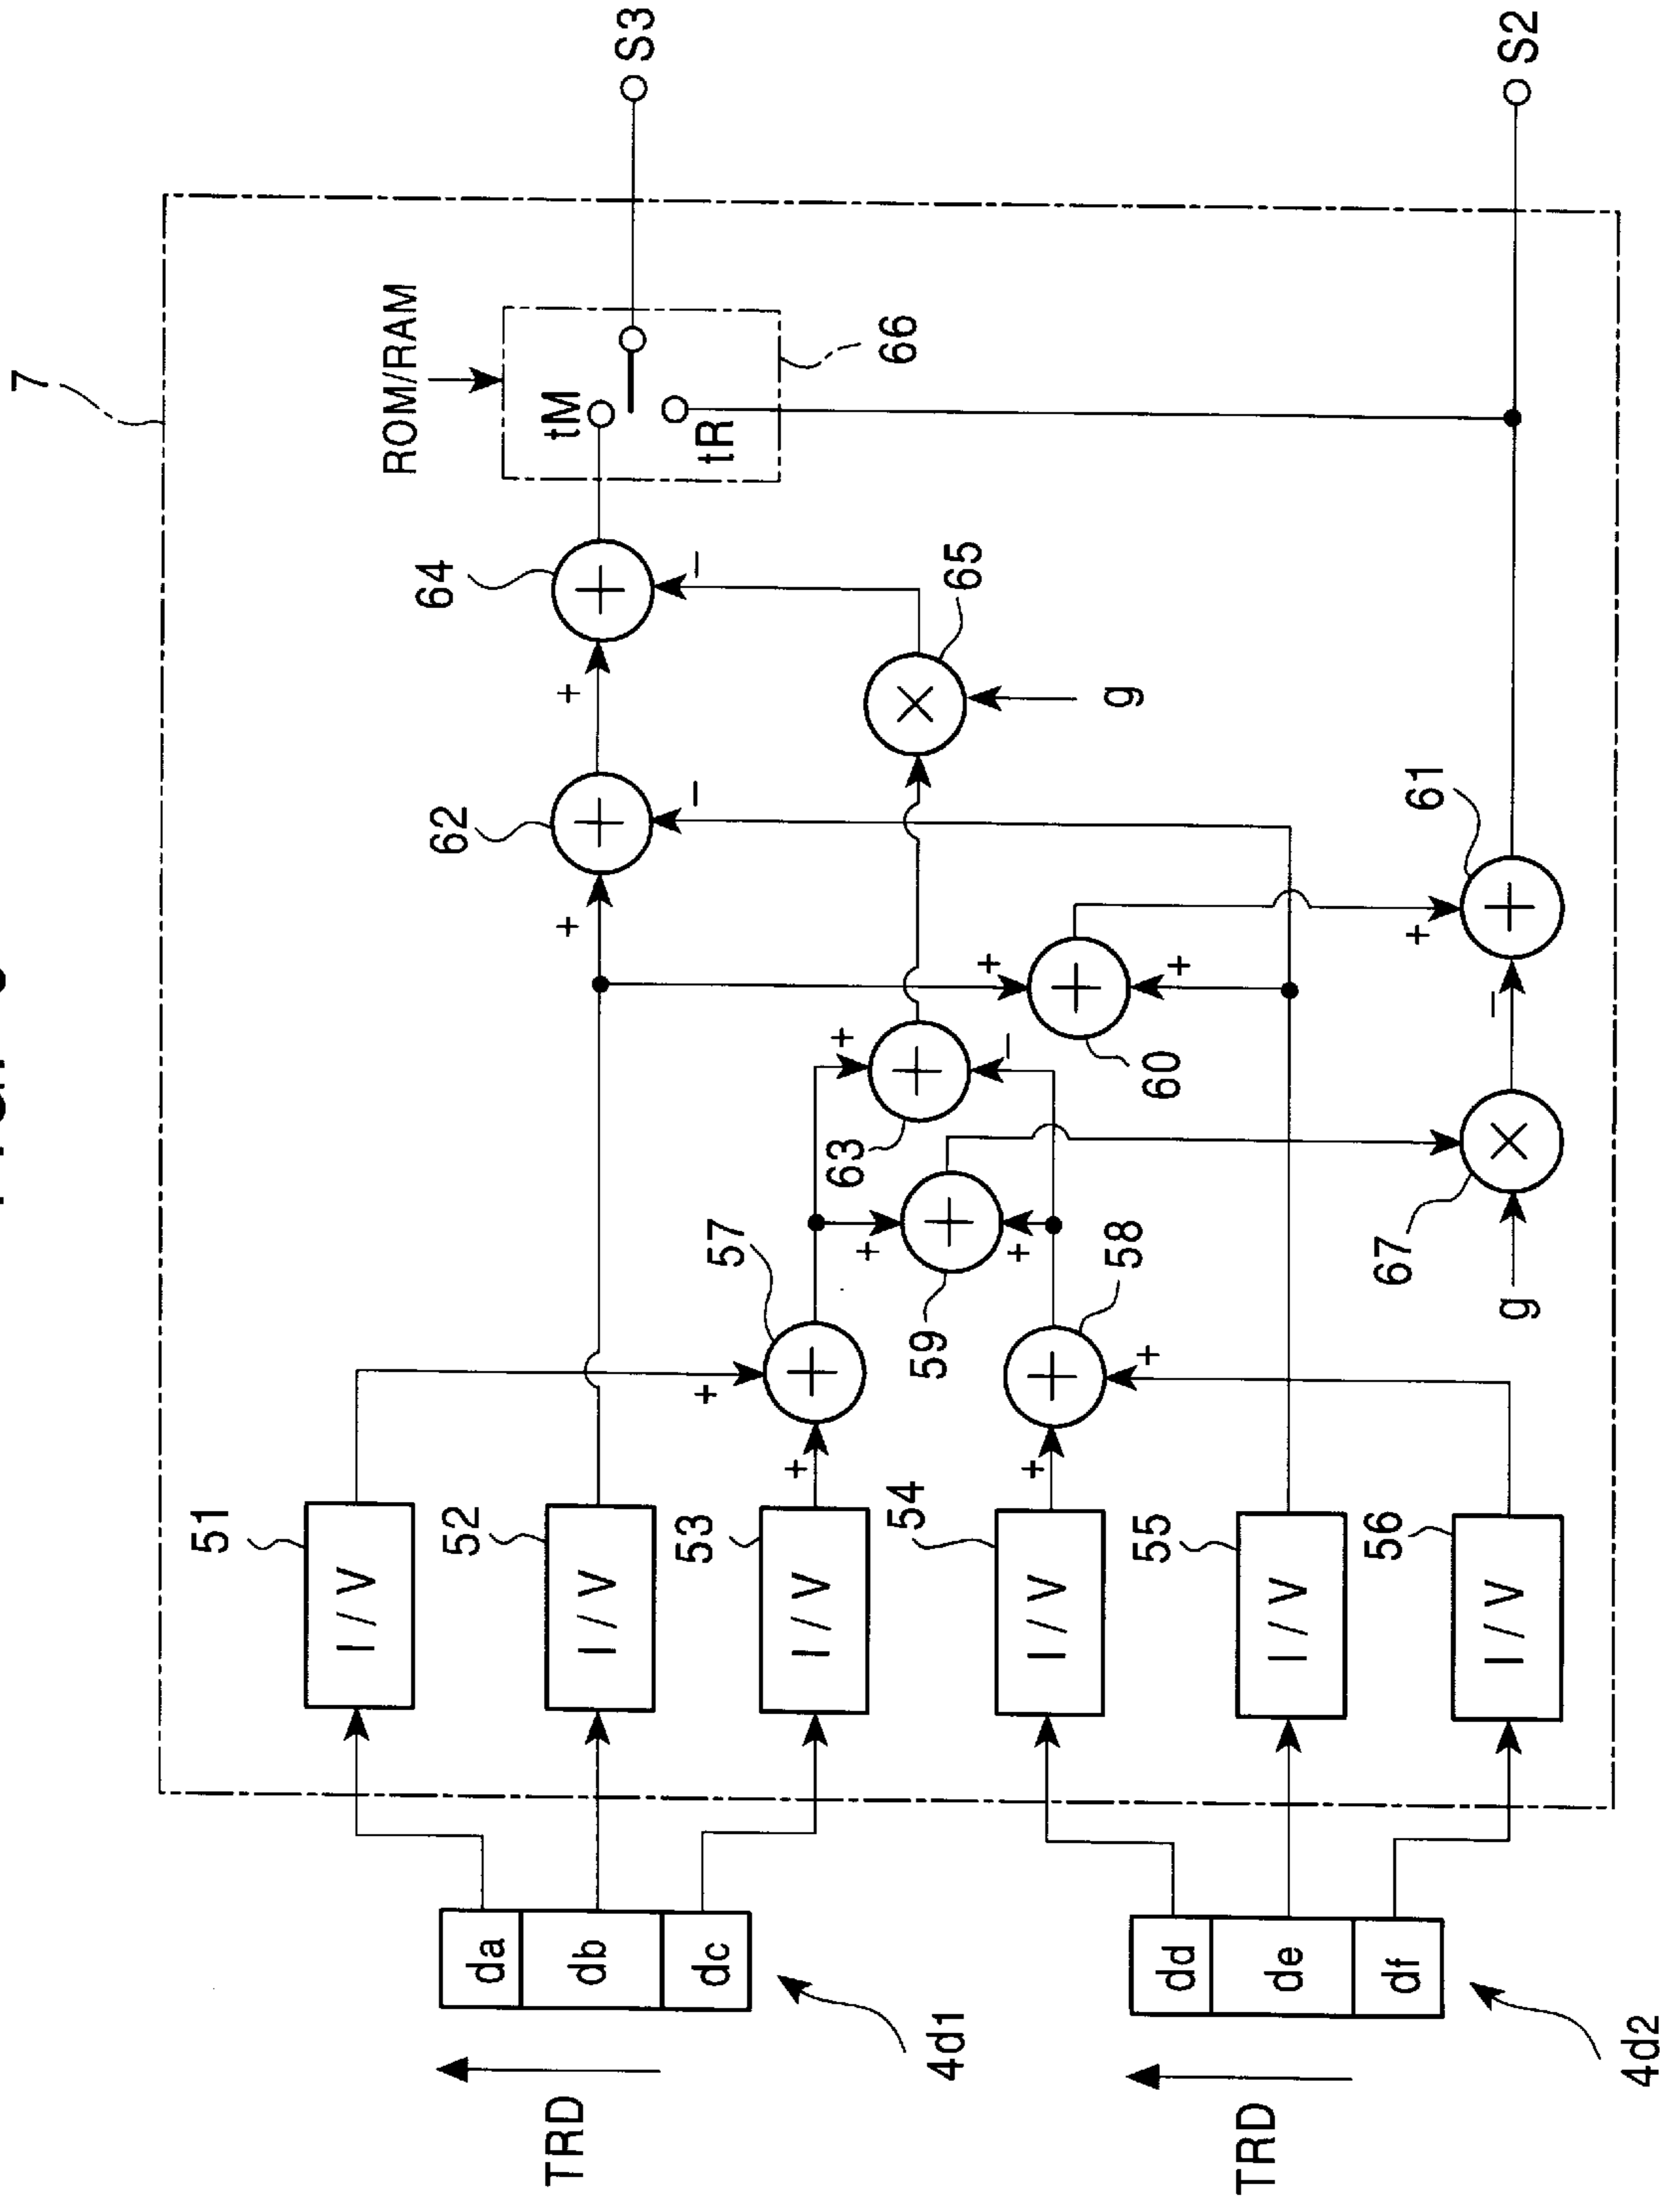 7
ROM/RAM
tM
tR
66
S3
S2
64
+
+
−
62
+
+
−
65
×
g
63
+
+
−
60
+
+
+
61
+
+
−
57
+
+
+
59
+
+
+
58
+
+
+
67
×
g
51
I / V
52
I / V
53
I / V
54
I / V
55
I / V
56
I / V
da
db
dc
4d1
TRD
dd
de
df
4d2
TRD